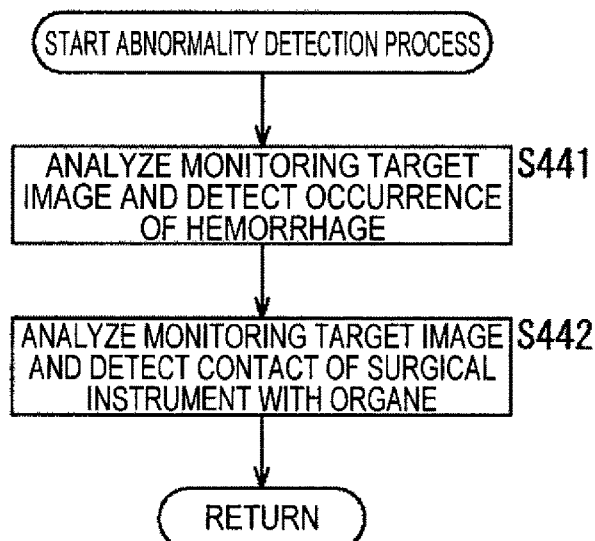 START ABNORMALITY DETECTION PROCESS
ANALYZE MONITORING TARGET
IMAGE AND DETECT OCCURRENCE
OF HEMORRHAGE
S441
ANALYZE MONITORING TARGET IMAGE
AND DETECT CONTACT OF SURGICAL
INSTRUMENT WITH ORGANE
S442
RETURN